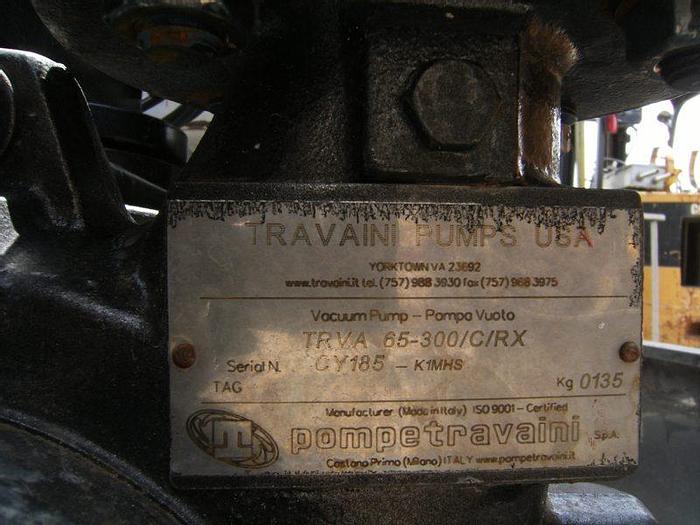 TRAVAINI PUMPS USA
YORKTOWN VA 23692
www.travaini.it tel. (757) 988 3930 fax (757) 988 3975
Vacuum Pump - Pompa Vuoto
TRVA 65-300/C/RX
Serial N. CY185 - K1MHS
TAG Kg 0135
Manufacturer (Made in Italy) ISO 9001 - Certified
pompetravaini S.p.A.
Castano Primo (Milano) ITALY www.pompetravaini.it